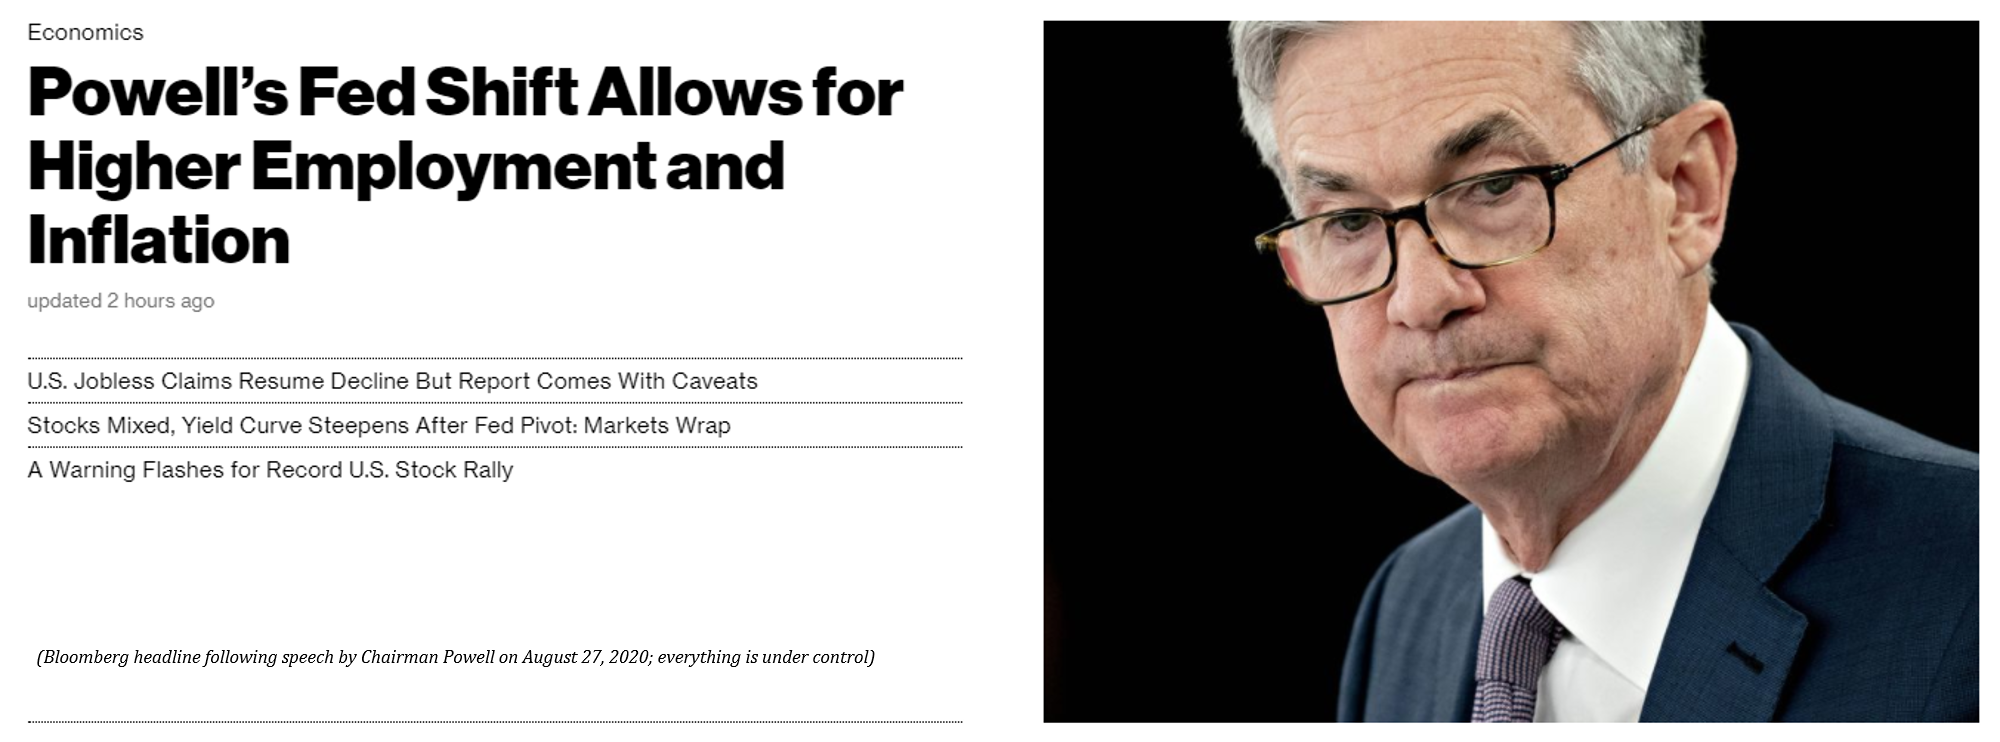 Economics
Powell’s Fed Shift Allows for
Higher Employment and
Inflation
updated 2 hours ago
U.S. Jobless Claims Resume Decline But Report Comes With Caveats
Stocks Mixed, Yield Curve Steepens After Fed Pivot: Markets Wrap
A Warning Flashes for Record U.S. Stock Rally
(Bloomberg headline following speech by Chairman Powell on August 27, 2020; everything is under control)